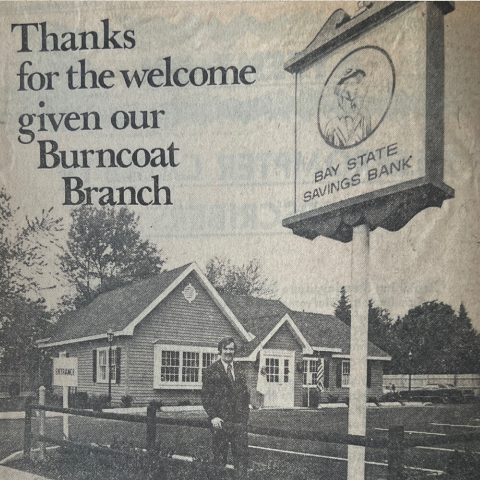 Thanks
for the welcome
given our
Burncoat
Branch
BAY STATE
SAVINGS BANK
ENTRANCE